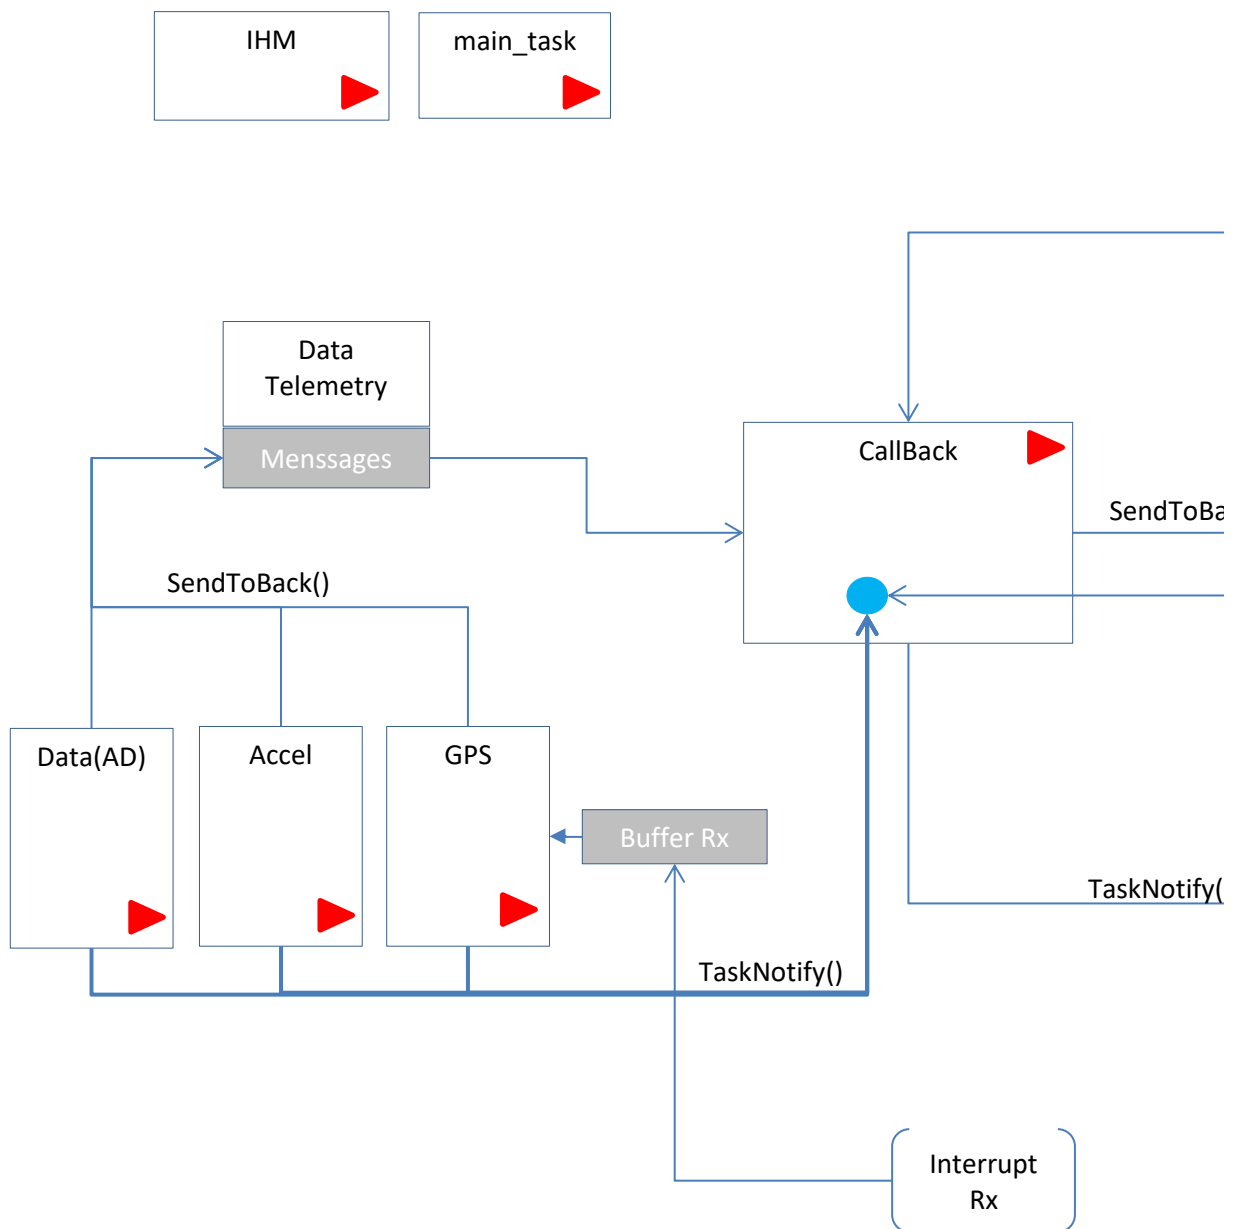 IHM
main_task
Data
Telemetry
Menssages
CallBack
SendToBa
SendToBack()
Data(AD)
Accel
GPS
Buffer Rx
TaskNotify(
TaskNotify()
Interrupt
Rx